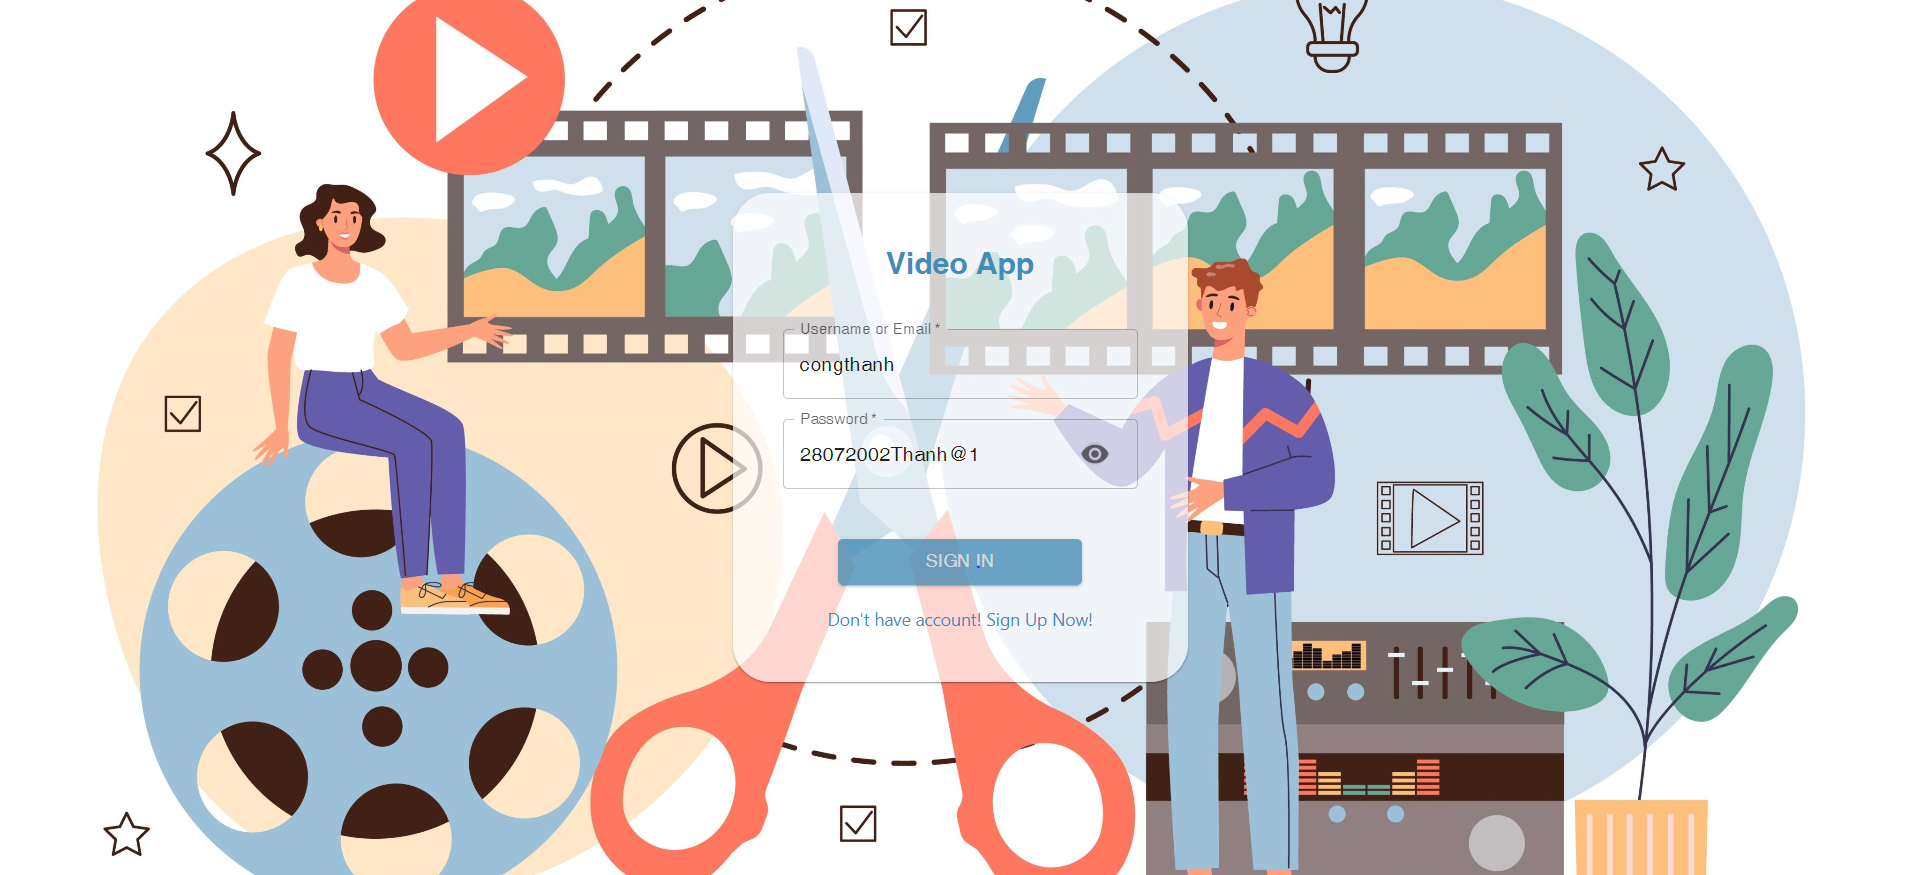 Video App
Username or Email *
congthanh
Password *
28072002Thanh@1
SIGN IN
Don't have account! Sign Up Now!